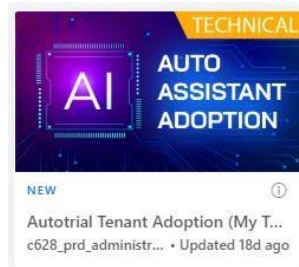 TECHNICAL
AI
AUTO
ASSISTANT
ADOPTION
NEW
Autotrial Tenant Adoption (My T...
c628_prd_administr... • Updated 18d ago